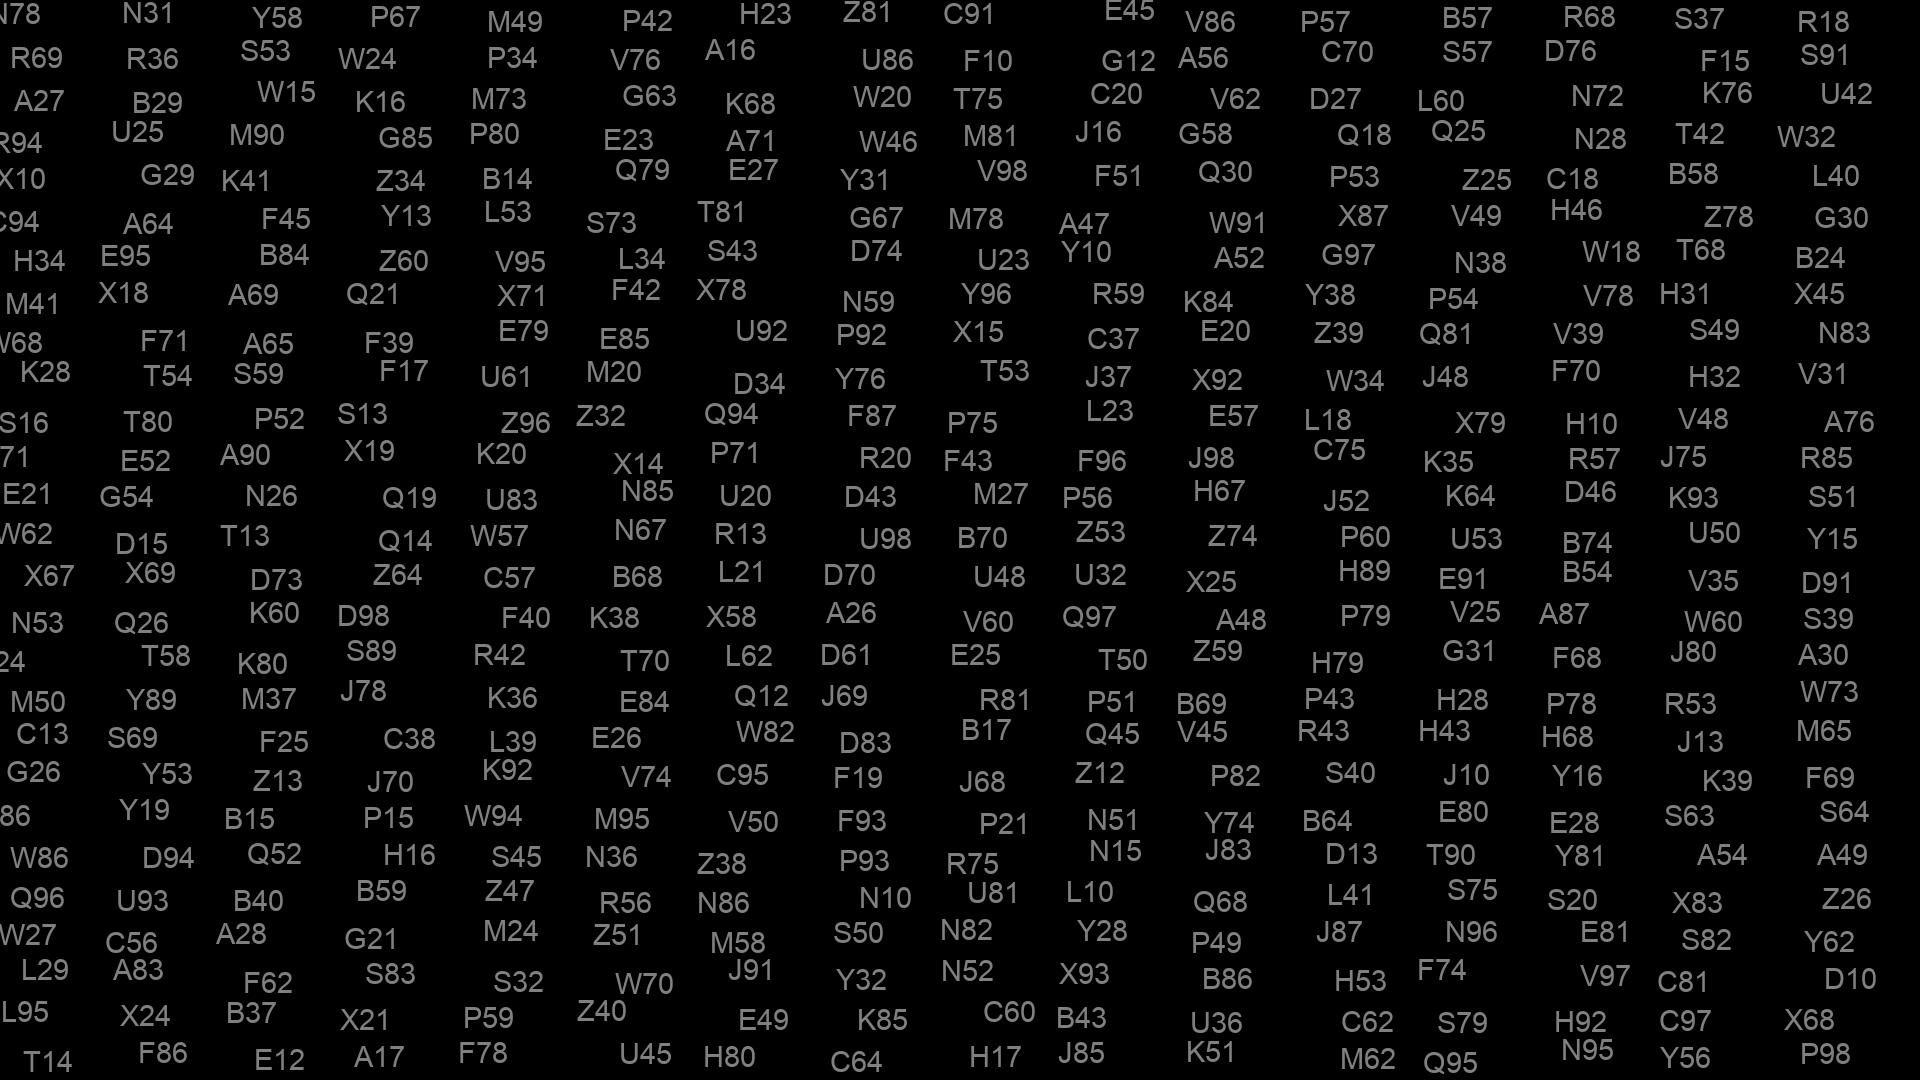 N78 N31 Y58 P67 M49 P42 H23 Z81 C91 E45 V86 P57 B57 R68 S37 R18
R69 R36 S53 W24 P34 V76 A16 U86 F10 G12 A56 C70 S57 D76 F15 S91
A27 B29 W15 K16 M73 G63 K68 W20 T75 C20 V62 D27 L60 N72 K76 U42
R94 U25 M90 G85 P80 E23 A71 W46 M81 J16 G58 Q18 Q25 N28 T42 W32
X10 G29 K41 Z34 B14 Q79 E27 Y31 V98 F51 Q30 P53 Z25 C18 B58 L40
C94 A64 F45 Y13 L53 S73 T81 G67 M78 A47 W91 X87 V49 H46 Z78 G30
H34 E95 B84 Z60 V95 L34 S43 D74 U23 Y10 A52 G97 N38 W18 T68 B24
M41 X18 A69 Q21 X71 F42 X78 N59 Y96 R59 K84 Y38 P54 V78 H31 X45
W68 F71 A65 F39 E79 E85 U92 P92 X15 C37 E20 Z39 Q81 V39 S49 N83
K28 T54 S59 F17 U61 M20 D34 Y76 T53 J37 X92 W34 J48 F70 H32 V31
S16 T80 P52 S13 Z96 Z32 Q94 F87 P75 L23 E57 L18 X79 H10 V48 A76
71 E52 A90 X19 K20 X14 P71 R20 F43 F96 J98 C75 K35 R57 J75 R85
E21 G54 N26 Q19 U83 N85 U20 D43 M27 P56 H67 J52 K64 D46 K93 S51
W62 D15 T13 Q14 W57 N67 R13 U98 B70 Z53 Z74 P60 U53 B74 U50 Y15
X67 X69 D73 Z64 C57 B68 L21 D70 U48 U32 X25 H89 E91 B54 V35 D91
N53 Q26 K60 D98 F40 K38 X58 A26 V60 Q97 A48 P79 V25 A87 W60 S39
24 T58 K80 S89 R42 T70 L62 D61 E25 T50 Z59 H79 G31 F68 J80 A30
M50 Y89 M37 J78 K36 E84 Q12 J69 R81 P51 B69 P43 H28 P78 R53 W73
C13 S69 F25 C38 L39 E26 W82 D83 B17 Q45 V45 R43 H43 H68 J13 M65
G26 Y53 Z13 J70 K92 V74 C95 F19 J68 Z12 P82 S40 J10 Y16 K39 F69
86 Y19 B15 P15 W94 M95 V50 F93 P21 N51 Y74 B64 E80 E28 S63 S64
W86 D94 Q52 H16 S45 N36 Z38 P93 R75 N15 J83 D13 T90 Y81 A54 A49
Q96 U93 B40 B59 Z47 R56 N86 N10 U81 L10 Q68 L41 S75 S20 X83 Z26
W27 C56 A28 G21 M24 Z51 M58 S50 N82 Y28 P49 J87 N96 E81 S82 Y62
L29 A83 F62 S83 S32 W70 J91 Y32 N52 X93 B86 H53 F74 V97 C81 D10
L95 X24 B37 X21 P59 Z40 E49 K85 C60 B43 U36 C62 S79 H92 C97 X68
T14 F86 E12 A17 F78 U45 H80 C64 H17 J85 K51 M62 Q95 N95 Y56 P98